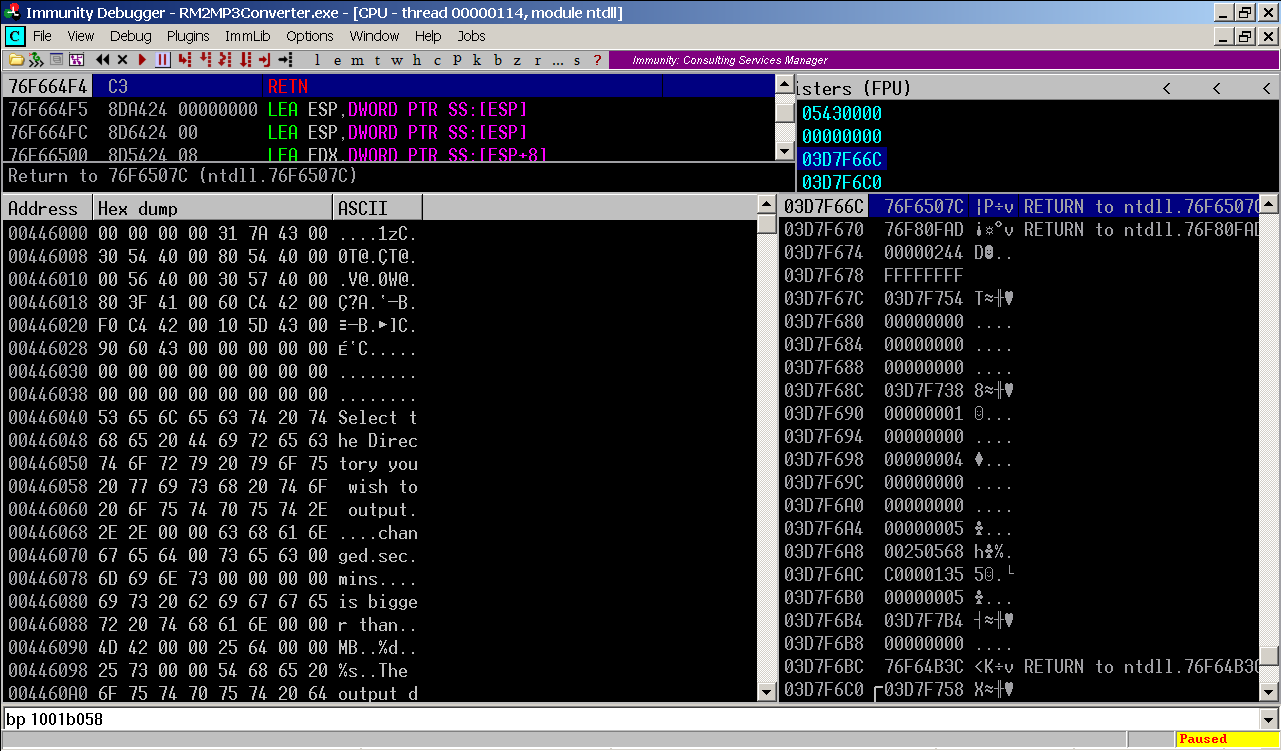 Immunity Debugger - RM2MP3Converter.exe - [CPU - thread 00000114, module ntdll]
C File View Debug Plugins ImmLib Options Window Help Jobs
l e m t w h c P k b z r ... s ? Immunity: Consulting Services Manager
76F664F4 C3 RETN
76F664F5 8DA424 00000000 LEA ESP,DWORD PTR SS:[ESP]
76F664FC 8D6424 00 LEA ESP,DWORD PTR SS:[ESP]
76F66500 8D5424 08 LEA EDX,DWORD PTR SS:[ESP+8]
Return to 76F6507C (ntdll.76F6507C)
isters (FPU) < < <
05430000
00000000
03D7F66C
03D7F6C0
Address Hex dump ASCII
00446000 00 00 00 00 31 7A 43 00 ....1zC.
00446008 30 54 40 00 80 54 40 00 0T@.ÇT@.
00446010 00 56 40 00 30 57 40 00 .V@.0W@.
00446018 80 3F 41 00 60 C4 42 00 Ç?A.`─B.
00446020 F0 C4 42 00 10 5D 43 00 ≡─B.►]C.
00446028 90 60 43 00 00 00 00 00 É`C.....
00446030 00 00 00 00 00 00 00 00 ........
00446038 00 00 00 00 00 00 00 00 ........
00446040 53 65 6C 65 63 74 20 74 Select t
00446048 68 65 20 44 69 72 65 63 he Direc
00446050 74 6F 72 79 20 79 6F 75 tory you
00446058 20 77 69 73 68 20 74 6F  wish to
00446060 20 6F 75 74 70 75 74 2E  output.
00446068 2E 2E 00 00 63 68 61 6E ....chan
00446070 67 65 64 00 73 65 63 00 ged.sec.
00446078 6D 69 6E 73 00 00 00 00 mins....
00446080 69 73 20 62 69 67 67 65 is bigge
00446088 72 20 74 68 61 6E 00 00 r than..
00446090 4D 42 00 00 25 64 00 00 MB..%d..
00446098 25 73 00 00 54 68 65 20 %s..The
004460A0 6F 75 74 70 75 74 20 64 output d
03D7F66C 76F6507C |P÷v RETURN to ntdll.76F6507C
03D7F670 76F80FAD ¡☼°v RETURN to ntdll.76F80FAD
03D7F674 00000244 D☻..
03D7F678 FFFFFFFF
03D7F67C 03D7F754 T≈╫♥
03D7F680 00000000 ....
03D7F684 00000000 ....
03D7F688 00000000 ....
03D7F68C 03D7F738 8≈╫♥
03D7F690 00000001 ☺...
03D7F694 00000000 ....
03D7F698 00000004 ♦...
03D7F69C 00000000 ....
03D7F6A0 00000000 ....
03D7F6A4 00000005 ♣...
03D7F6A8 00250568 h♣%.
03D7F6AC C0000135 5☺.└
03D7F6B0 00000005 ♣...
03D7F6B4 03D7F7B4 ┤≈╫♥
03D7F6B8 00000000 ....
03D7F6BC 76F64B3C <K÷v RETURN to ntdll.76F64B3C
03D7F6C0 ┌03D7F758 X≈╫♥
bp 1001b058
Paused